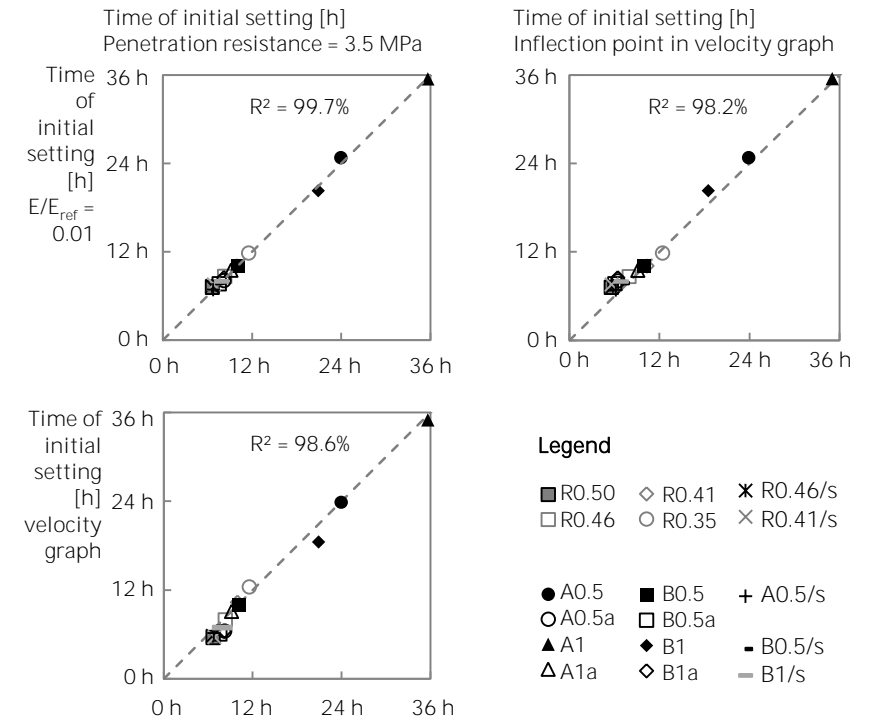 Time of initial setting [h]
Penetration resistance = 3.5 MPa
Time of initial setting [h]
Inflection point in velocity graph
Time
of
initial
setting
[h]
E/Eref =
0.01
36 h
24 h
12 h
0 h
R² = 99.7%
0 h
12 h
24 h
36 h
36 h
24 h
12 h
0 h
R² = 98.2%
0 h
12 h
24 h
36 h
Time of
initial
setting
[h]
velocity
graph
36 h
24 h
12 h
0 h
R² = 98.6%
0 h
12 h
24 h
36 h
Legend
R0.50
R0.41
R0.46/s
R0.46
R0.35
R0.41/s
A0.5
B0.5
A0.5/s
A0.5a
B0.5a
A1
B1
B0.5/s
A1a
B1a
B1/s